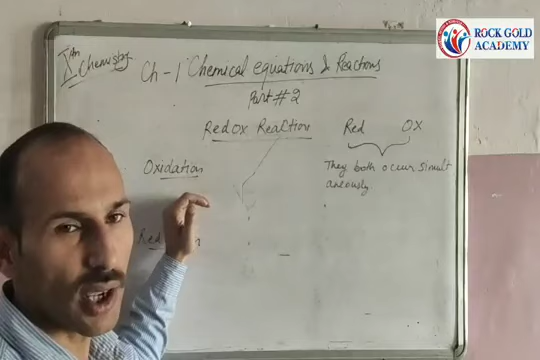 ROCK GOLD
ACADEMY
Chemistry
Ch-1 Chemical equations & Reactions
Part #2
Redox Reaction
Red OX
Oxidation
They both occur simult
aneously